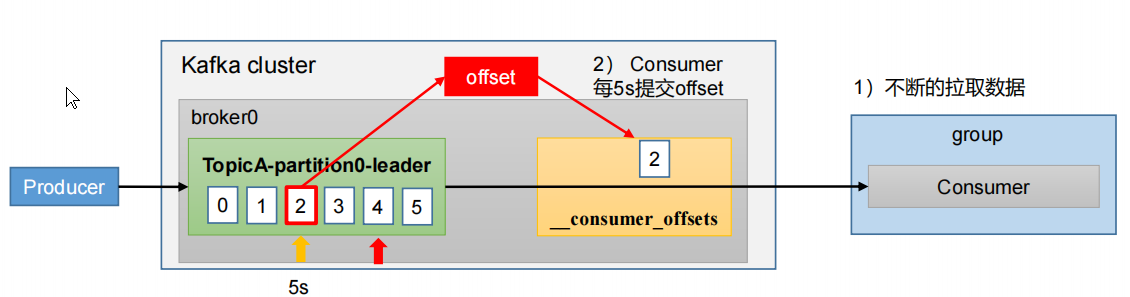 Kafka cluster
offset
2） Consumer
每5s提交offset
1）不断的拉取数据
broker0
group
TopicA-partition0-leader
2
Producer
Consumer
0 1 2 3 4 5
__consumer_offsets
5s